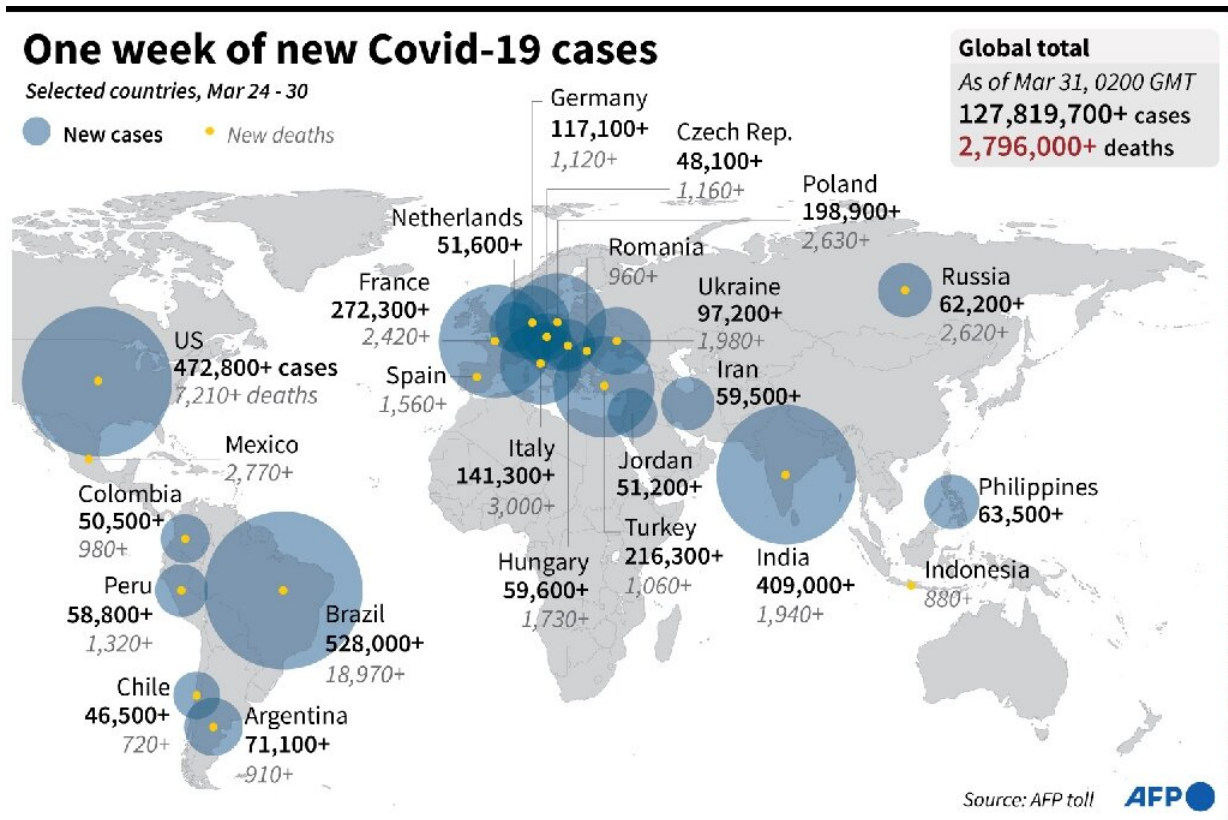 One week of new Covid-19 cases
Selected countries, Mar 24 - 30
New cases
New deaths
Global total
As of Mar 31, 0200 GMT
127,819,700+ cases
2,796,000+ deaths
Germany
117,100+
1,120+
Czech Rep.
48,100+
1,160+
Poland
198,900+
2,630+
Netherlands
51,600+
Romania
960+
France
272,300+
2,420+
Ukraine
97,200+
1,980+
Russia
62,200+
2,620+
US
472,800+ cases
7,210+ deaths
Spain
1,560+
Iran
59,500+
Mexico
2,770+
Italy
141,300+
3,000+
Jordan
51,200+
Colombia
50,500+
980+
Philippines
63,500+
Turkey
216,300+
1,060+
Hungary
59,600+
1,730+
India
409,000+
1,940+
Indonesia
880+
Peru
58,800+
1,320+
Brazil
528,000+
18,970+
Chile
46,500+
720+
Argentina
71,100+
910+
Source: AFP toll
AFP